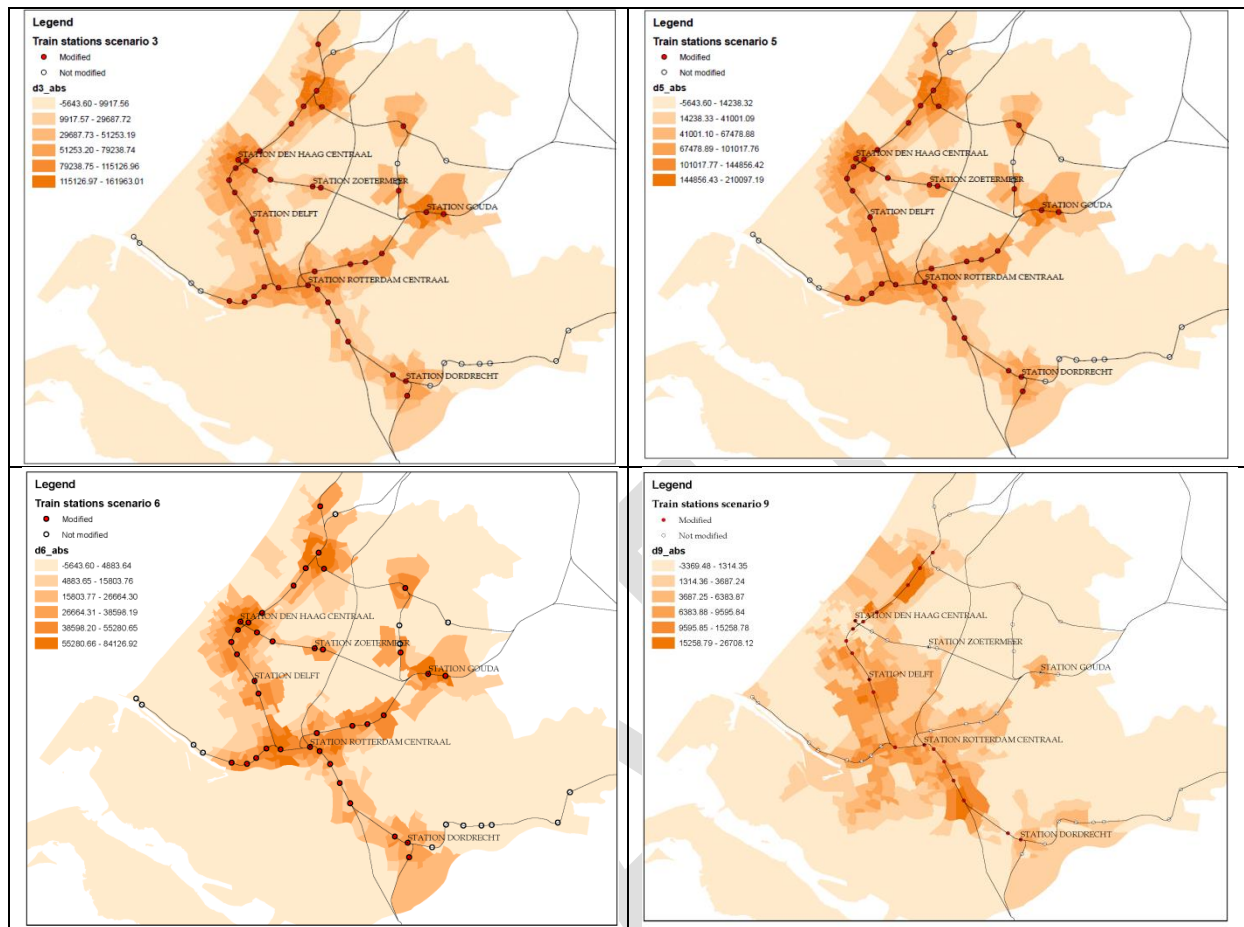 Legend
Train stations scenario 3
Modified
Not modified
d3_abs
-5643.60 - 9917.56
9917.57 - 29687.72
29687.73 - 51253.19
51253.20 - 79238.74
79238.75 - 115126.96
115126.97 - 161963.01
STATION DEN HAAG CENTRAAL
STATION ZOETERMEER
STATION GOUDA
STATION DELFT
STATION ROTTERDAM CENTRAAL
STATION DORDRECHT
Legend
Train stations scenario 5
Modified
Not modified
d5_abs
-5643.60 - 14238.32
14238.33 - 41001.09
41001.10 - 67478.88
67478.89 - 101017.76
101017.77 - 144856.42
144856.43 - 210097.19
STATION DEN HAAG CENTRAAL
STATION ZOETERMEER
STATION GOUDA
STATION DELFT
STATION ROTTERDAM CENTRAAL
STATION DORDRECHT
Legend
Train stations scenario 6
Modified
Not modified
d6_abs
-5643.60 - 4883.64
4883.65 - 15803.76
15803.77 - 26664.30
26664.31 - 38598.19
38598.20 - 55280.65
55280.66 - 84126.92
STATION DEN HAAG CENTRAAL
STATION ZOETERMEER
STATION GOUDA
STATION DELFT
STATION ROTTERDAM CENTRAAL
STATION DORDRECHT
Legend
Train stations scenario 9
Modified
Not modified
d9_abs
-3369.48 - 1314.35
1314.36 - 3687.24
3687.25 - 6383.87
6383.88 - 9595.84
9595.85 - 15258.78
15258.79 - 26708.12
STATION DEN HAAG CENTRAAL
STATION ZOETERMEER
STATION GOUDA
STATION DELFT
STATION ROTTERDAM CENTRAAL
STATION DORDRECHT